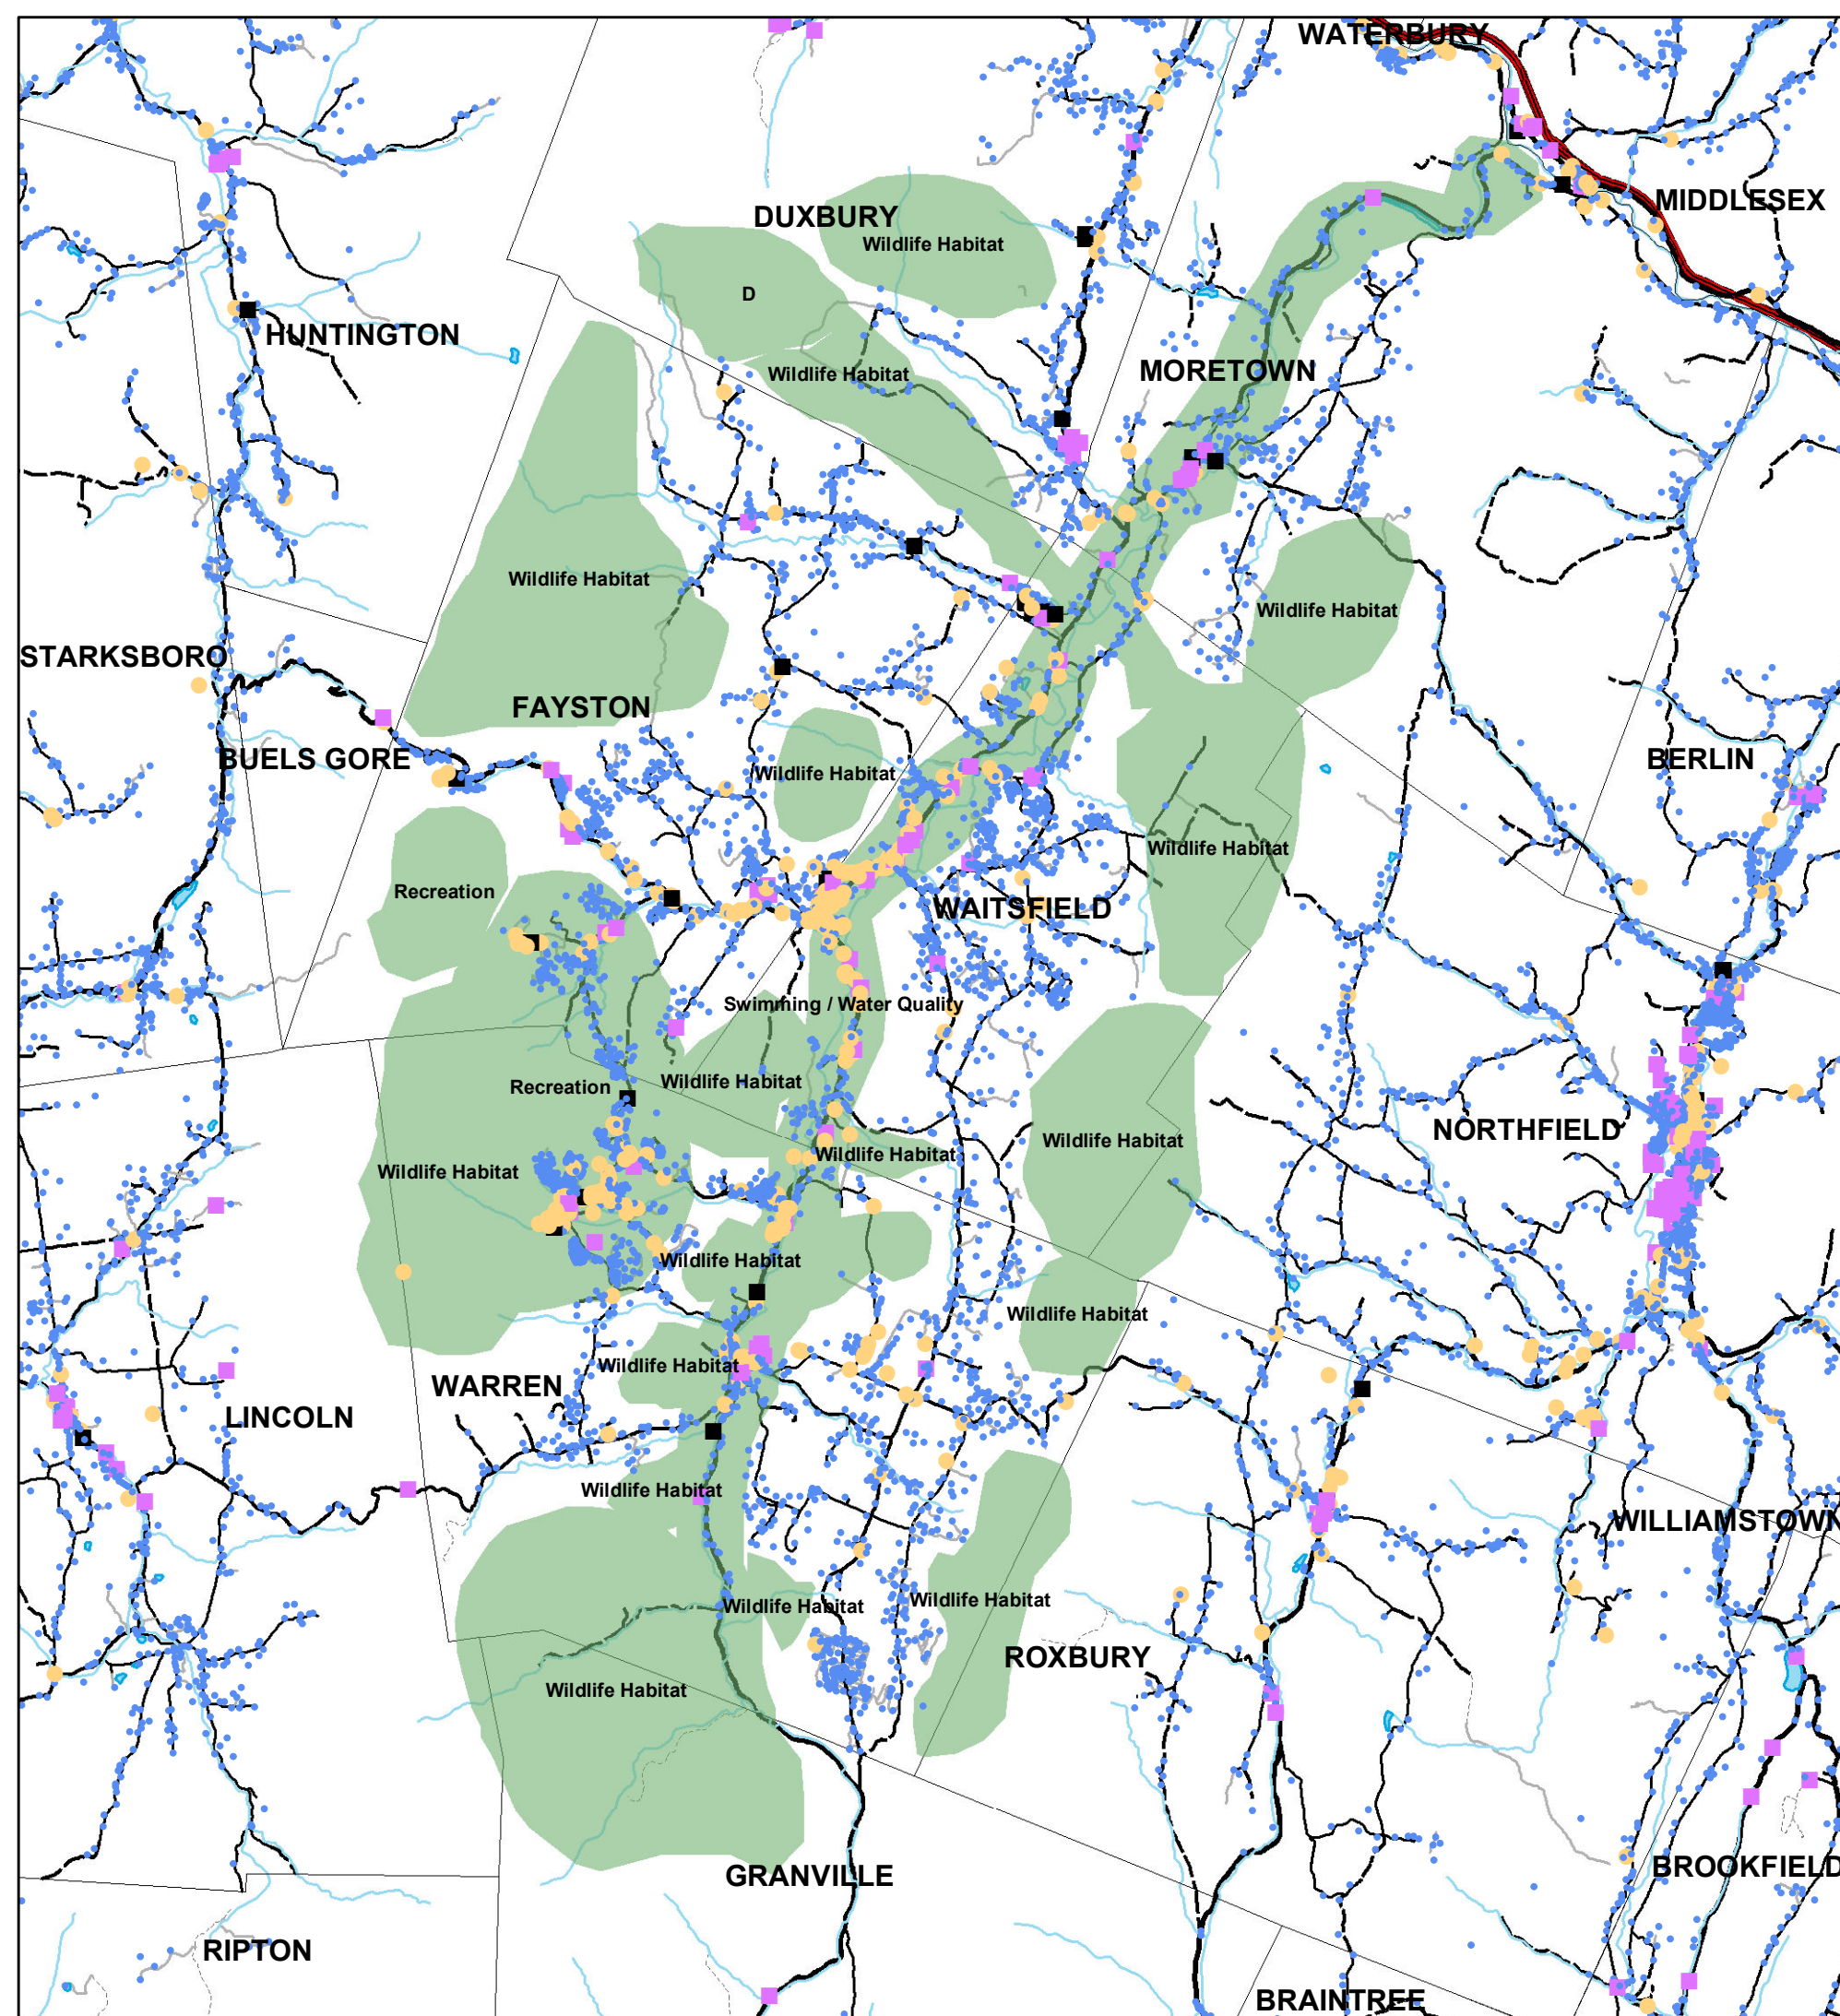 WATERBURY
MIDDLESEX
DUXBURY
Wildlife Habitat
D
HUNTINGTON
MORETOWN
Wildlife Habitat
Wildlife Habitat
Wildlife Habitat
STARKSBORO
FAYSTON
BUELS GORE
BERLIN
Wildlife Habitat
Wildlife Habitat
Recreation
WAITSFIELD
Swimming / Water Quality
Wildlife Habitat
Recreation
NORTHFIELD
Wildlife Habitat
Wildlife Habitat
Wildlife Habitat
Wildlife Habitat
Wildlife Habitat
Wildlife Habitat
WARREN
LINCOLN
Wildlife Habitat
WILLIAMSTOWN
Wildlife Habitat
Wildlife Habitat
ROXBURY
Wildlife Habitat
BROOKFIELD
GRANVILLE
RIPTON
BRAINTREE